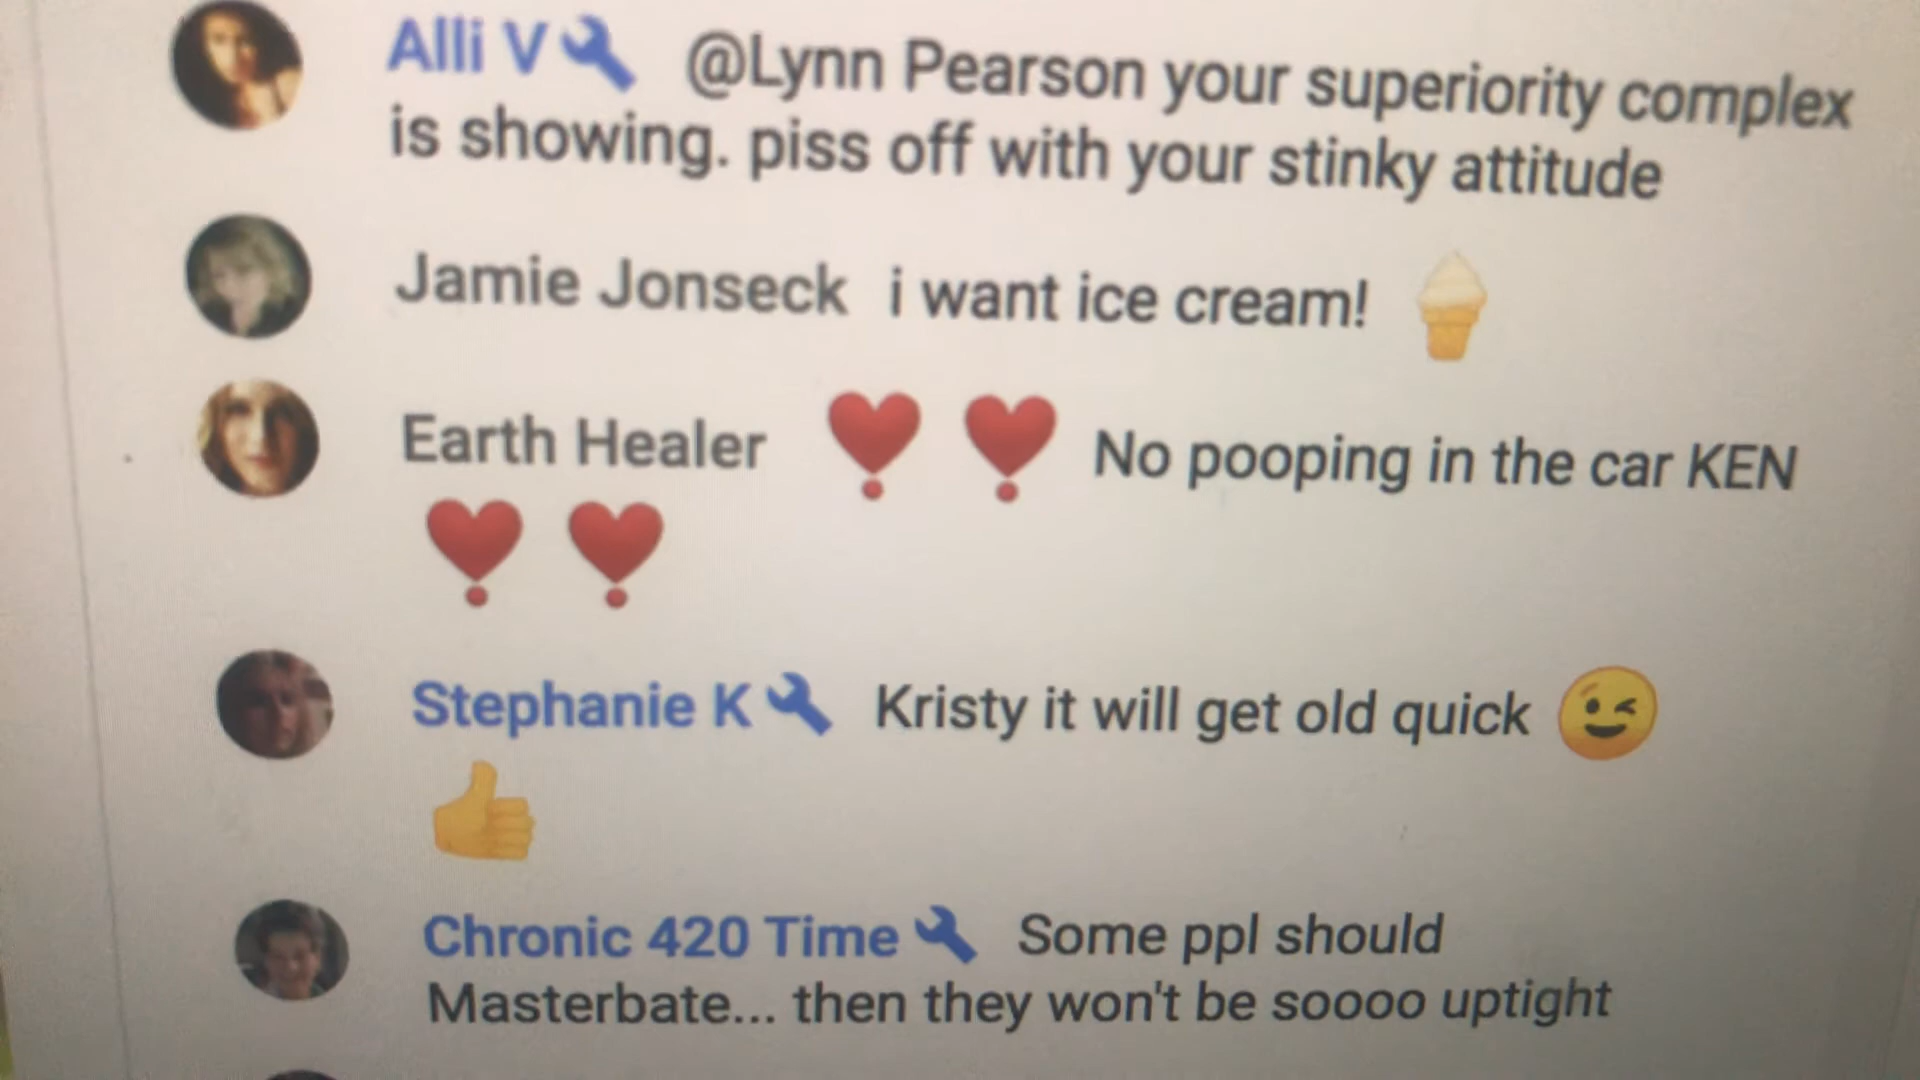 Alli V🔧 @Lynn Pearson your superiority complex
is showing. piss off with your stinky attitude
Jamie Jonseck i want ice cream! 🍦
Earth Healer ❣️ ❣️ No pooping in the car KEN
❣️ ❣️
Stephanie K🔧 Kristy it will get old quick 😉
👍
Chronic 420 Time🔧 Some ppl should
Masterbate... then they won't be soooo uptight